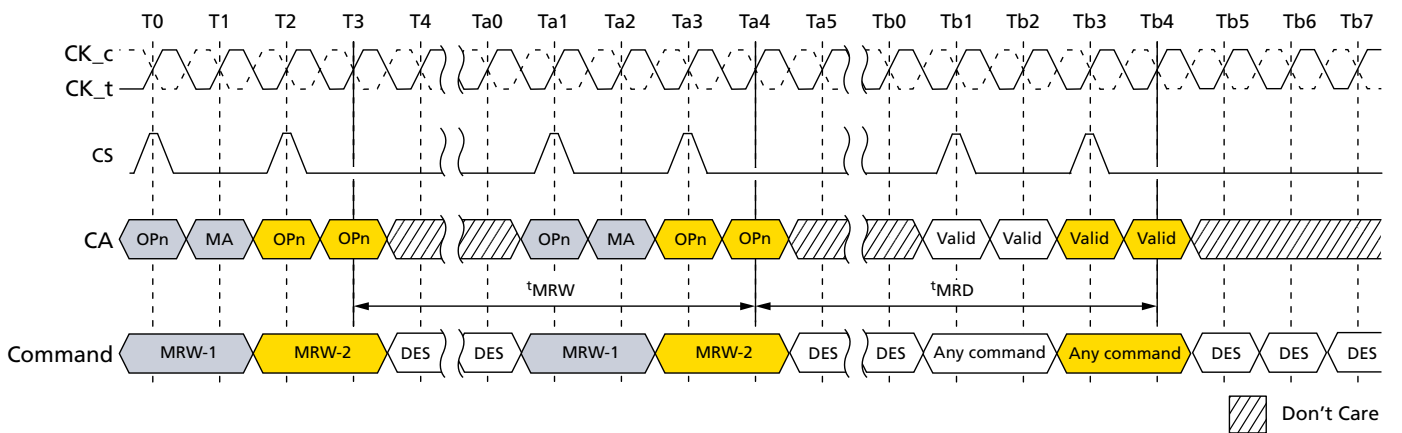 T0 T1 T2 T3 T4 Ta0 Ta1 Ta2 Ta3 Ta4 Ta5 Tb0 Tb1 Tb2 Tb3 Tb4 Tb5 Tb6 Tb7
CK_c
CK_t
CS
CA OPn MA OPn OPn OPn MA OPn OPn Valid Valid Valid Valid
tMRW tMRD
Command MRW-1 MRW-2 DES DES MRW-1 MRW-2 DES DES Any command Any command DES DES DES
Don't Care